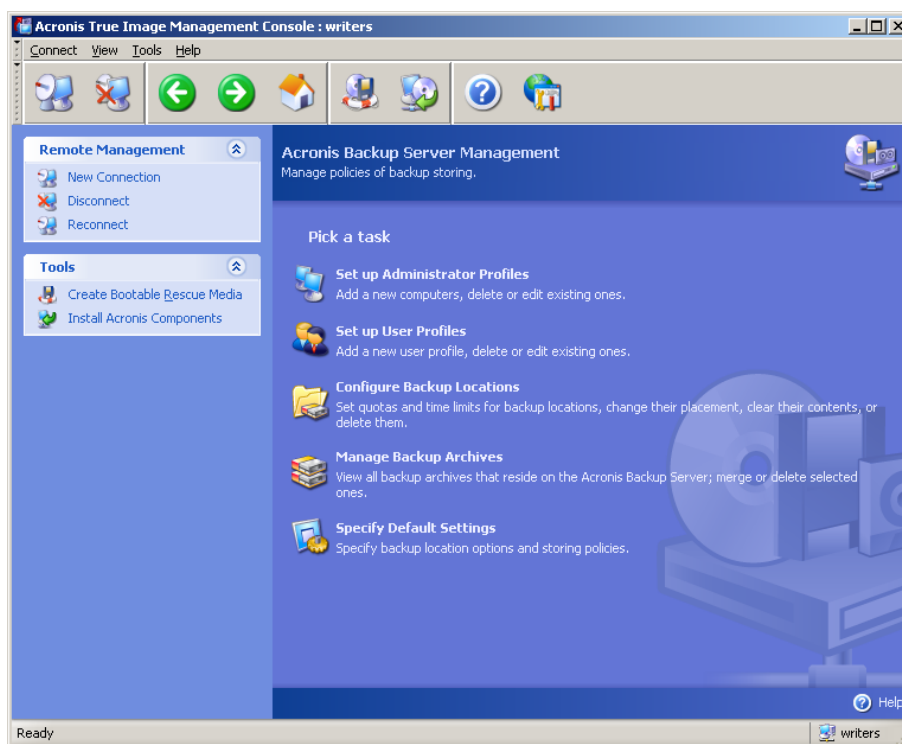 Acronis True Image Management Console : writers
Connect View Tools Help
Remote Management
New Connection
Disconnect
Reconnect
Tools
Create Bootable Rescue Media
Install Acronis Components
Acronis Backup Server Management
Manage policies of backup storing.
Pick a task
Set up Administrator Profiles
Add a new computers, delete or edit existing ones.
Set up User Profiles
Add a new user profile, delete or edit existing ones.
Configure Backup Locations
Set quotas and time limits for backup locations, change their placement, clear their contents, or
delete them.
Manage Backup Archives
View all backup archives that reside on the Acronis Backup Server; merge or delete selected
ones.
Specify Default Settings
Specify backup location options and storing policies.
Help
Ready
writers